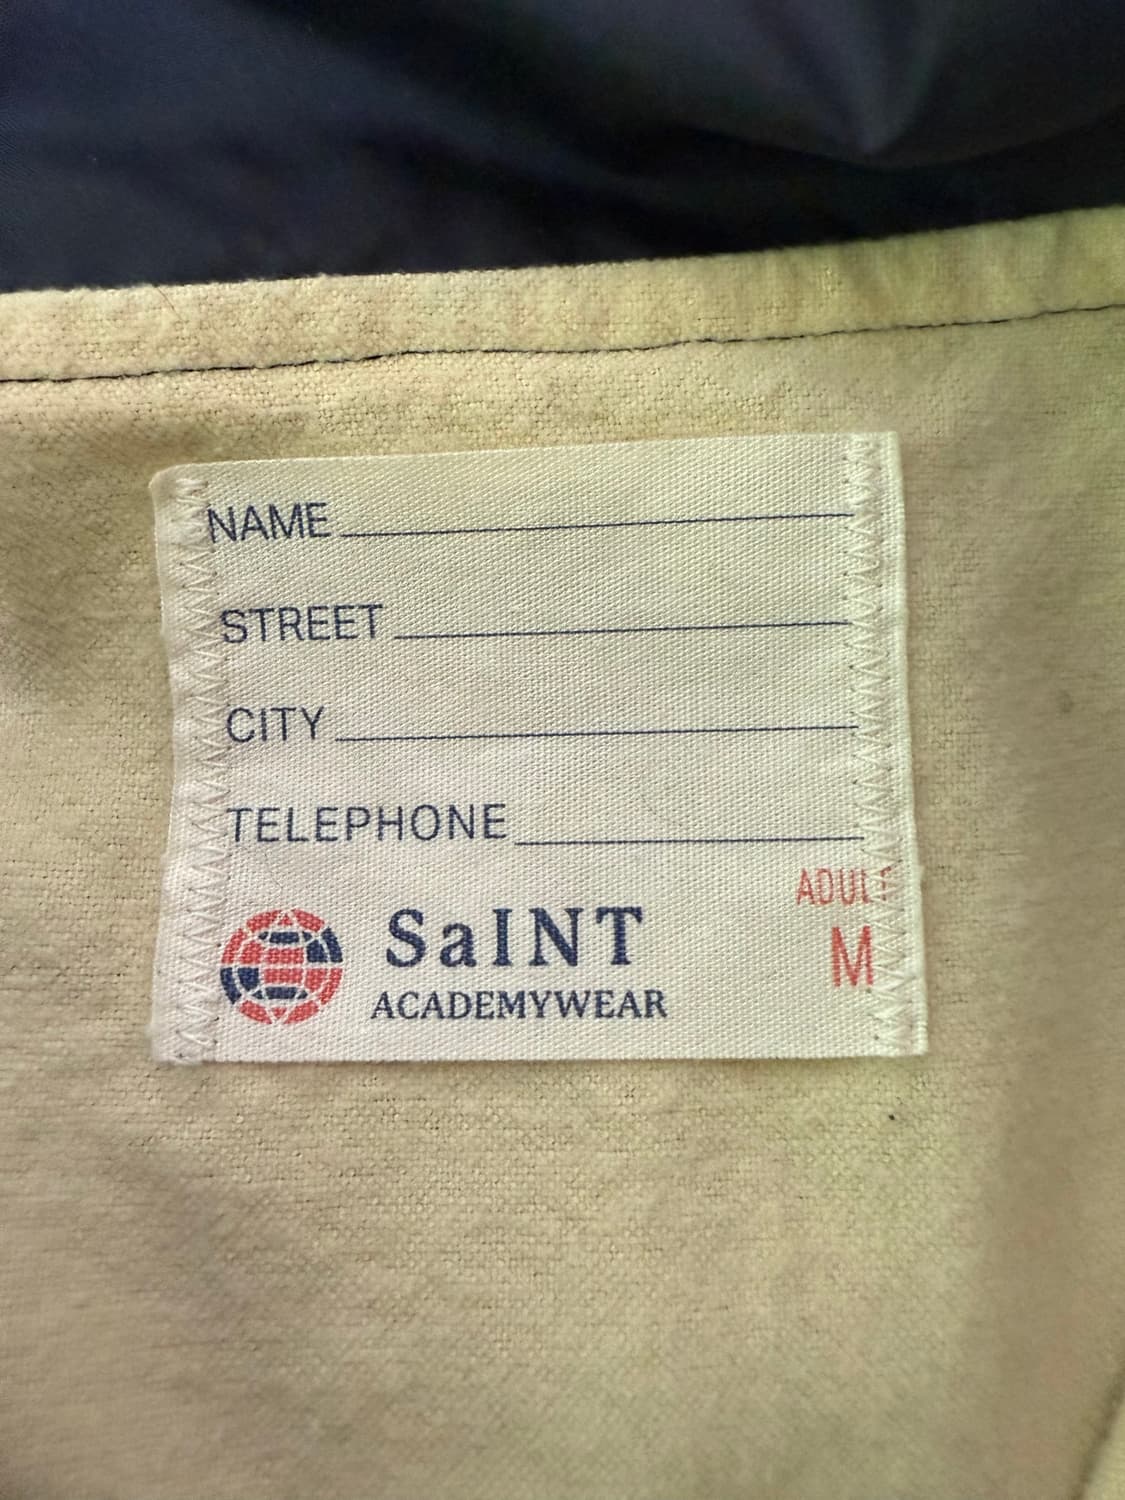 NAME
STREET
CITY
TELEPHONE
ADULT
M
SaINT
ACADEMYWEAR